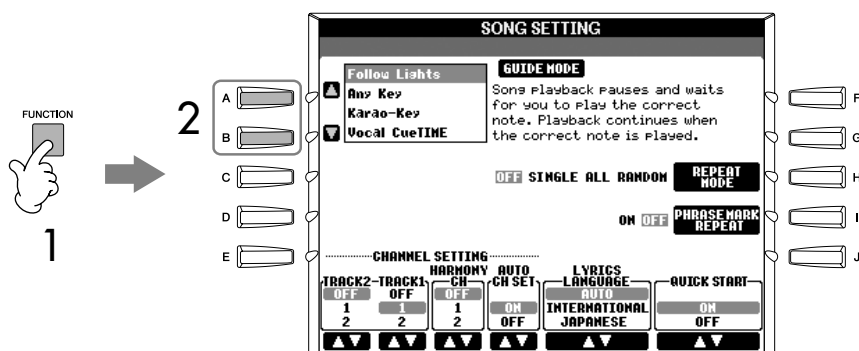 SONG SETTING
FUNCTION
1
2
A
B
C
D
E
Follow Lights
Any Key
Karao-Key
Vocal CueTIME
GUIDE MODE
Song playback pauses and waits
for you to play the correct
note. Playback continues when
the correct note is played.
OFF SINGLE ALL RANDOM
REPEAT
MODE
ON OFF
PHRASE MARK
REPEAT
F
G
H
I
J
CHANNEL SETTING
TRACK2
OFF
1
2
TRACK1
OFF
1
2
HARMONY
CH
OFF
1
2
AUTO
CH SET
ON
OFF
LYRICS
LANGUAGE
AUTO
INTERNATIONAL
JAPANESE
QUICK START
ON
OFF